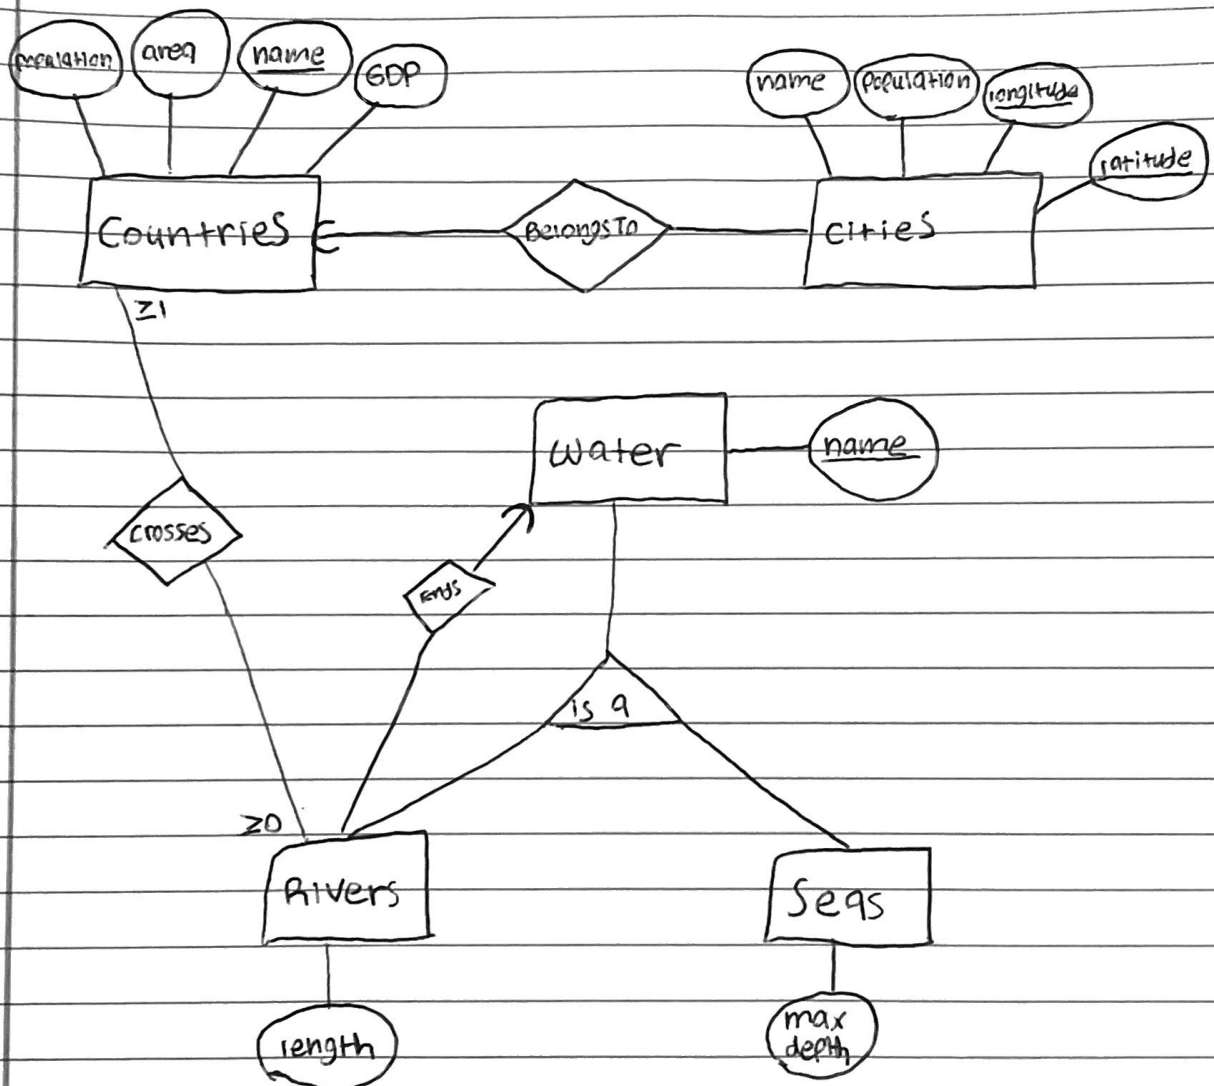 population area name GDP
name population longitude
latitude
Countries BelongsTo cities
≥1
water name
crosses
Ends
is a
≥0
Rivers Seas
length
max
depth